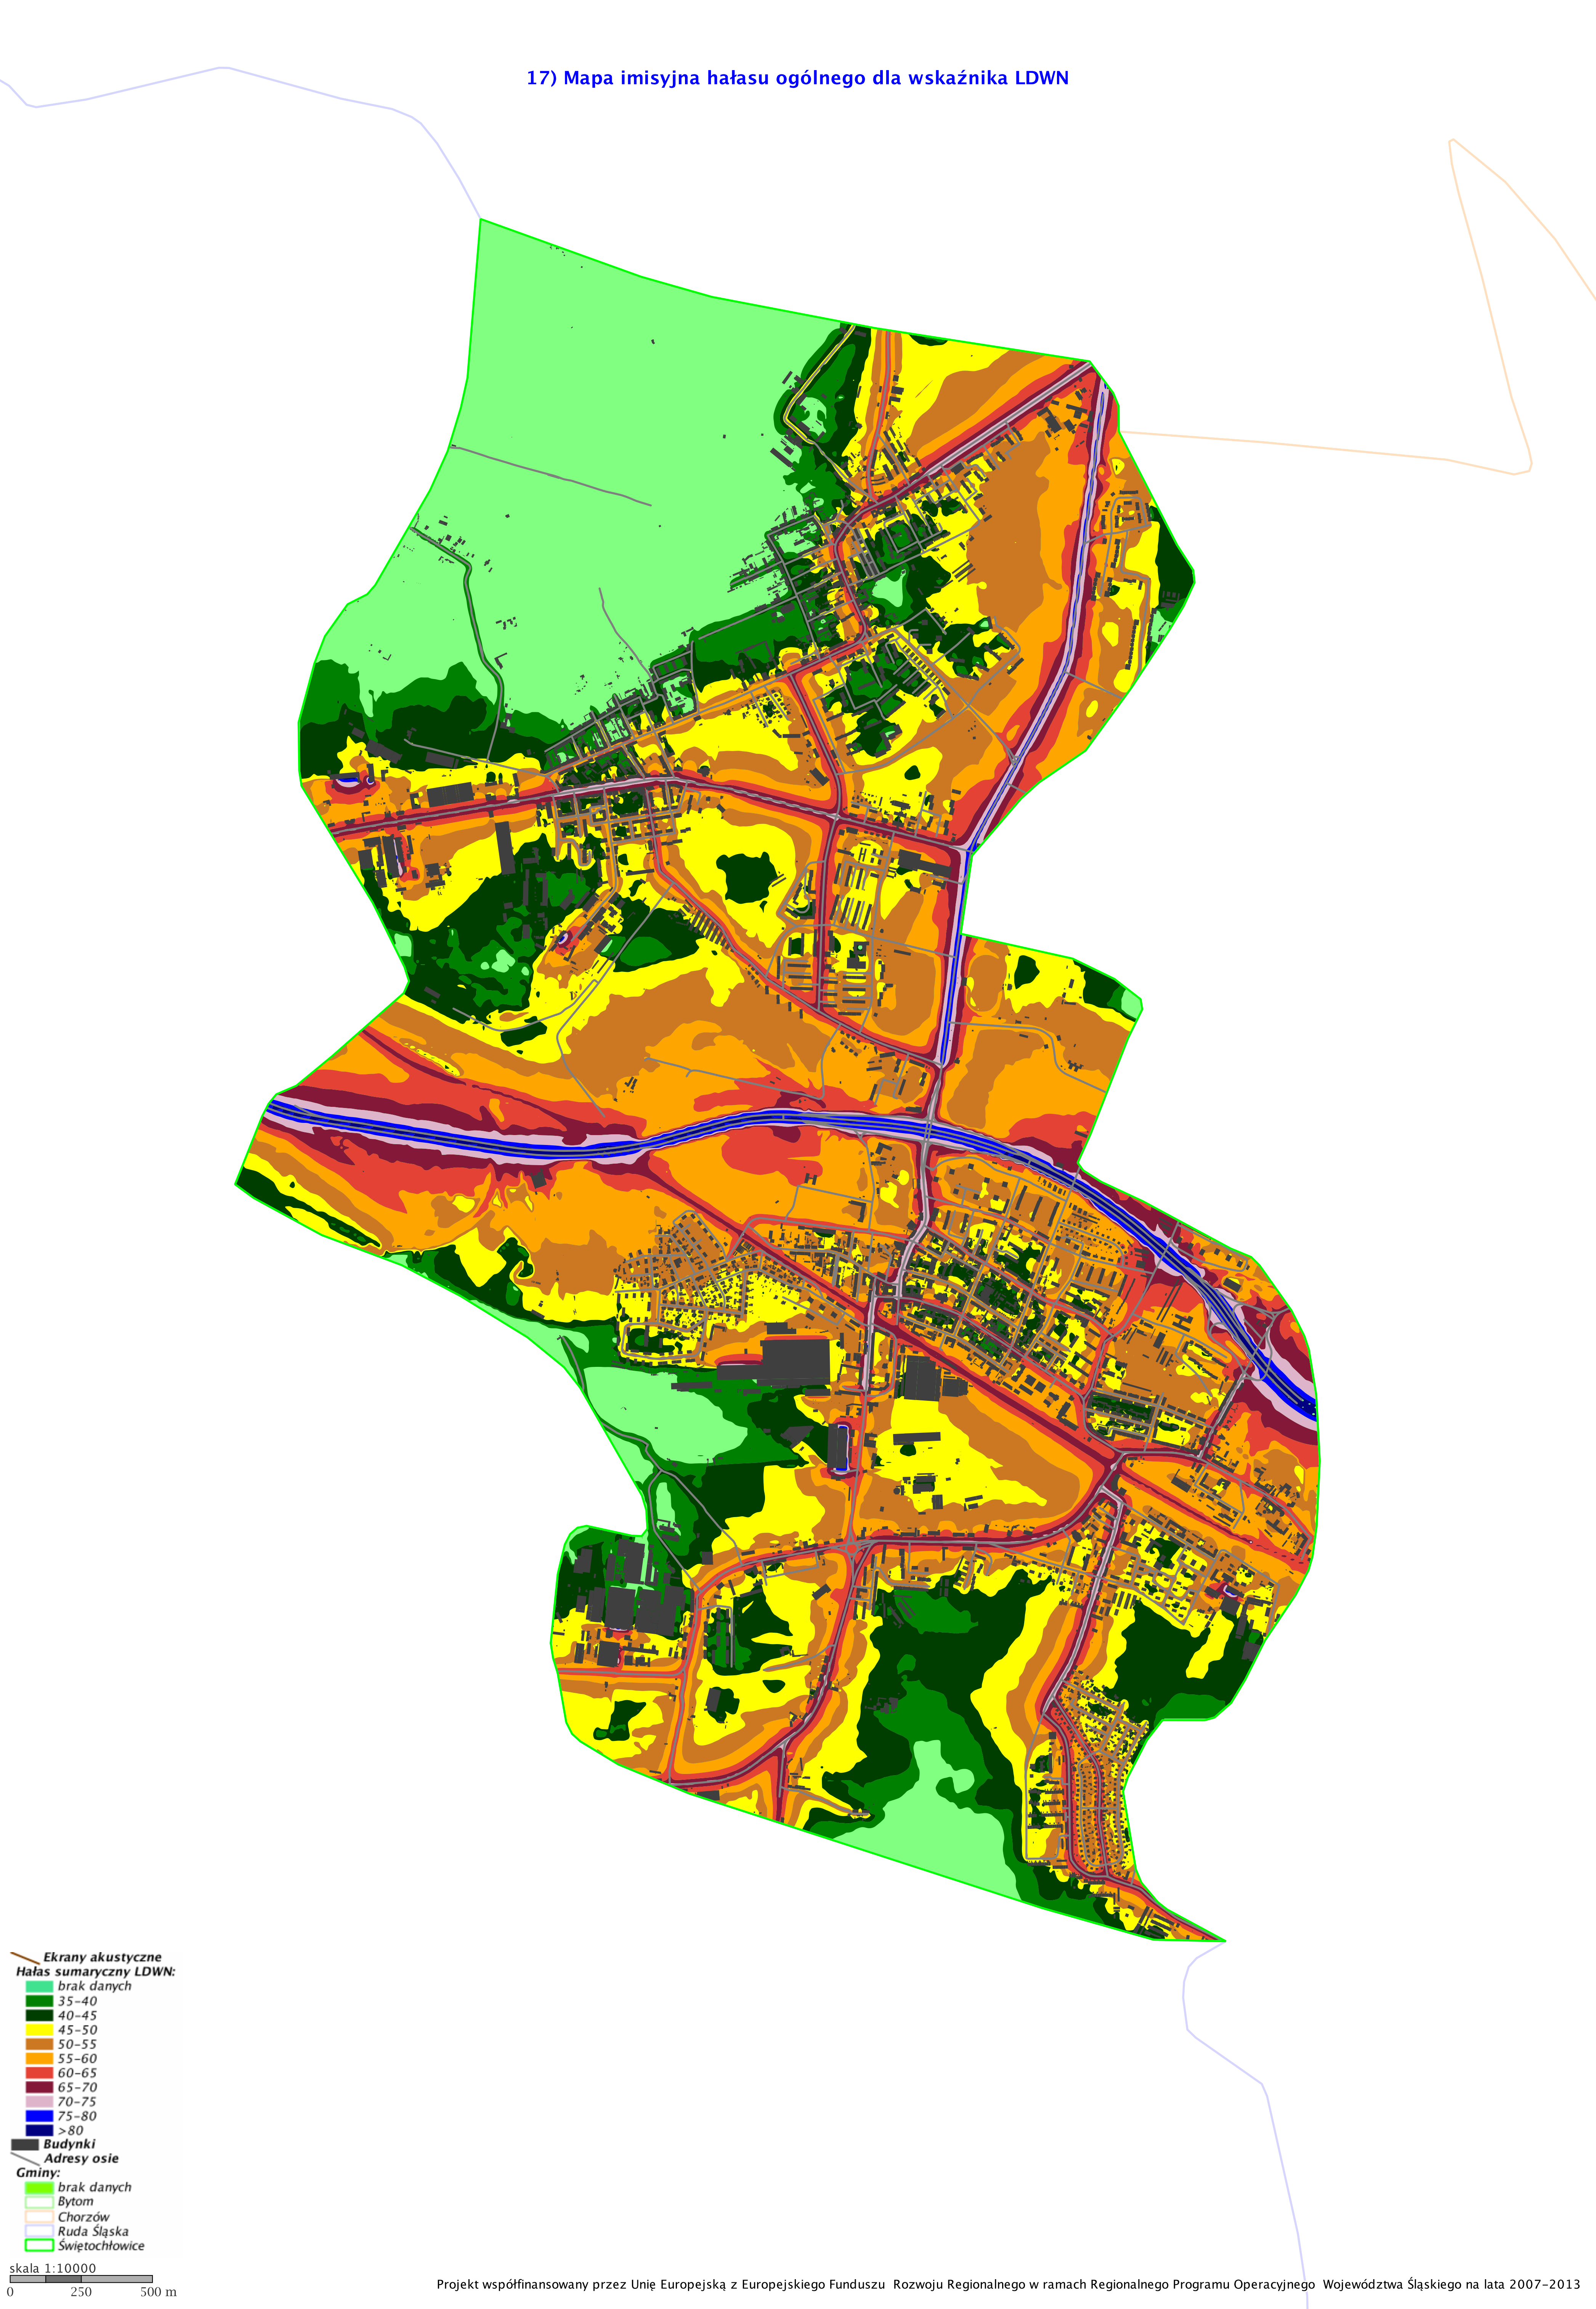 17) Mapa imisyjna hałasu ogólnego dla wskaźnika LDWN
Ekrany akustyczne
Hałas sumaryczny LDWN:
brak danych
35-40
40-45
45-50
50-55
55-60
60-65
65-70
70-75
75-80
>80
Budynki
Adresy osie
Gminy:
brak danych
Bytom
Chorzów
Ruda Śląska
Świętochłowice
skala 1:10000
0 250 500 m
Projekt współfinansowany przez Unię Europejską z Europejskiego Funduszu Rozwoju Regionalnego w ramach Regionalnego Programu Operacyjnego Województwa Śląskiego na lata 2007-2013